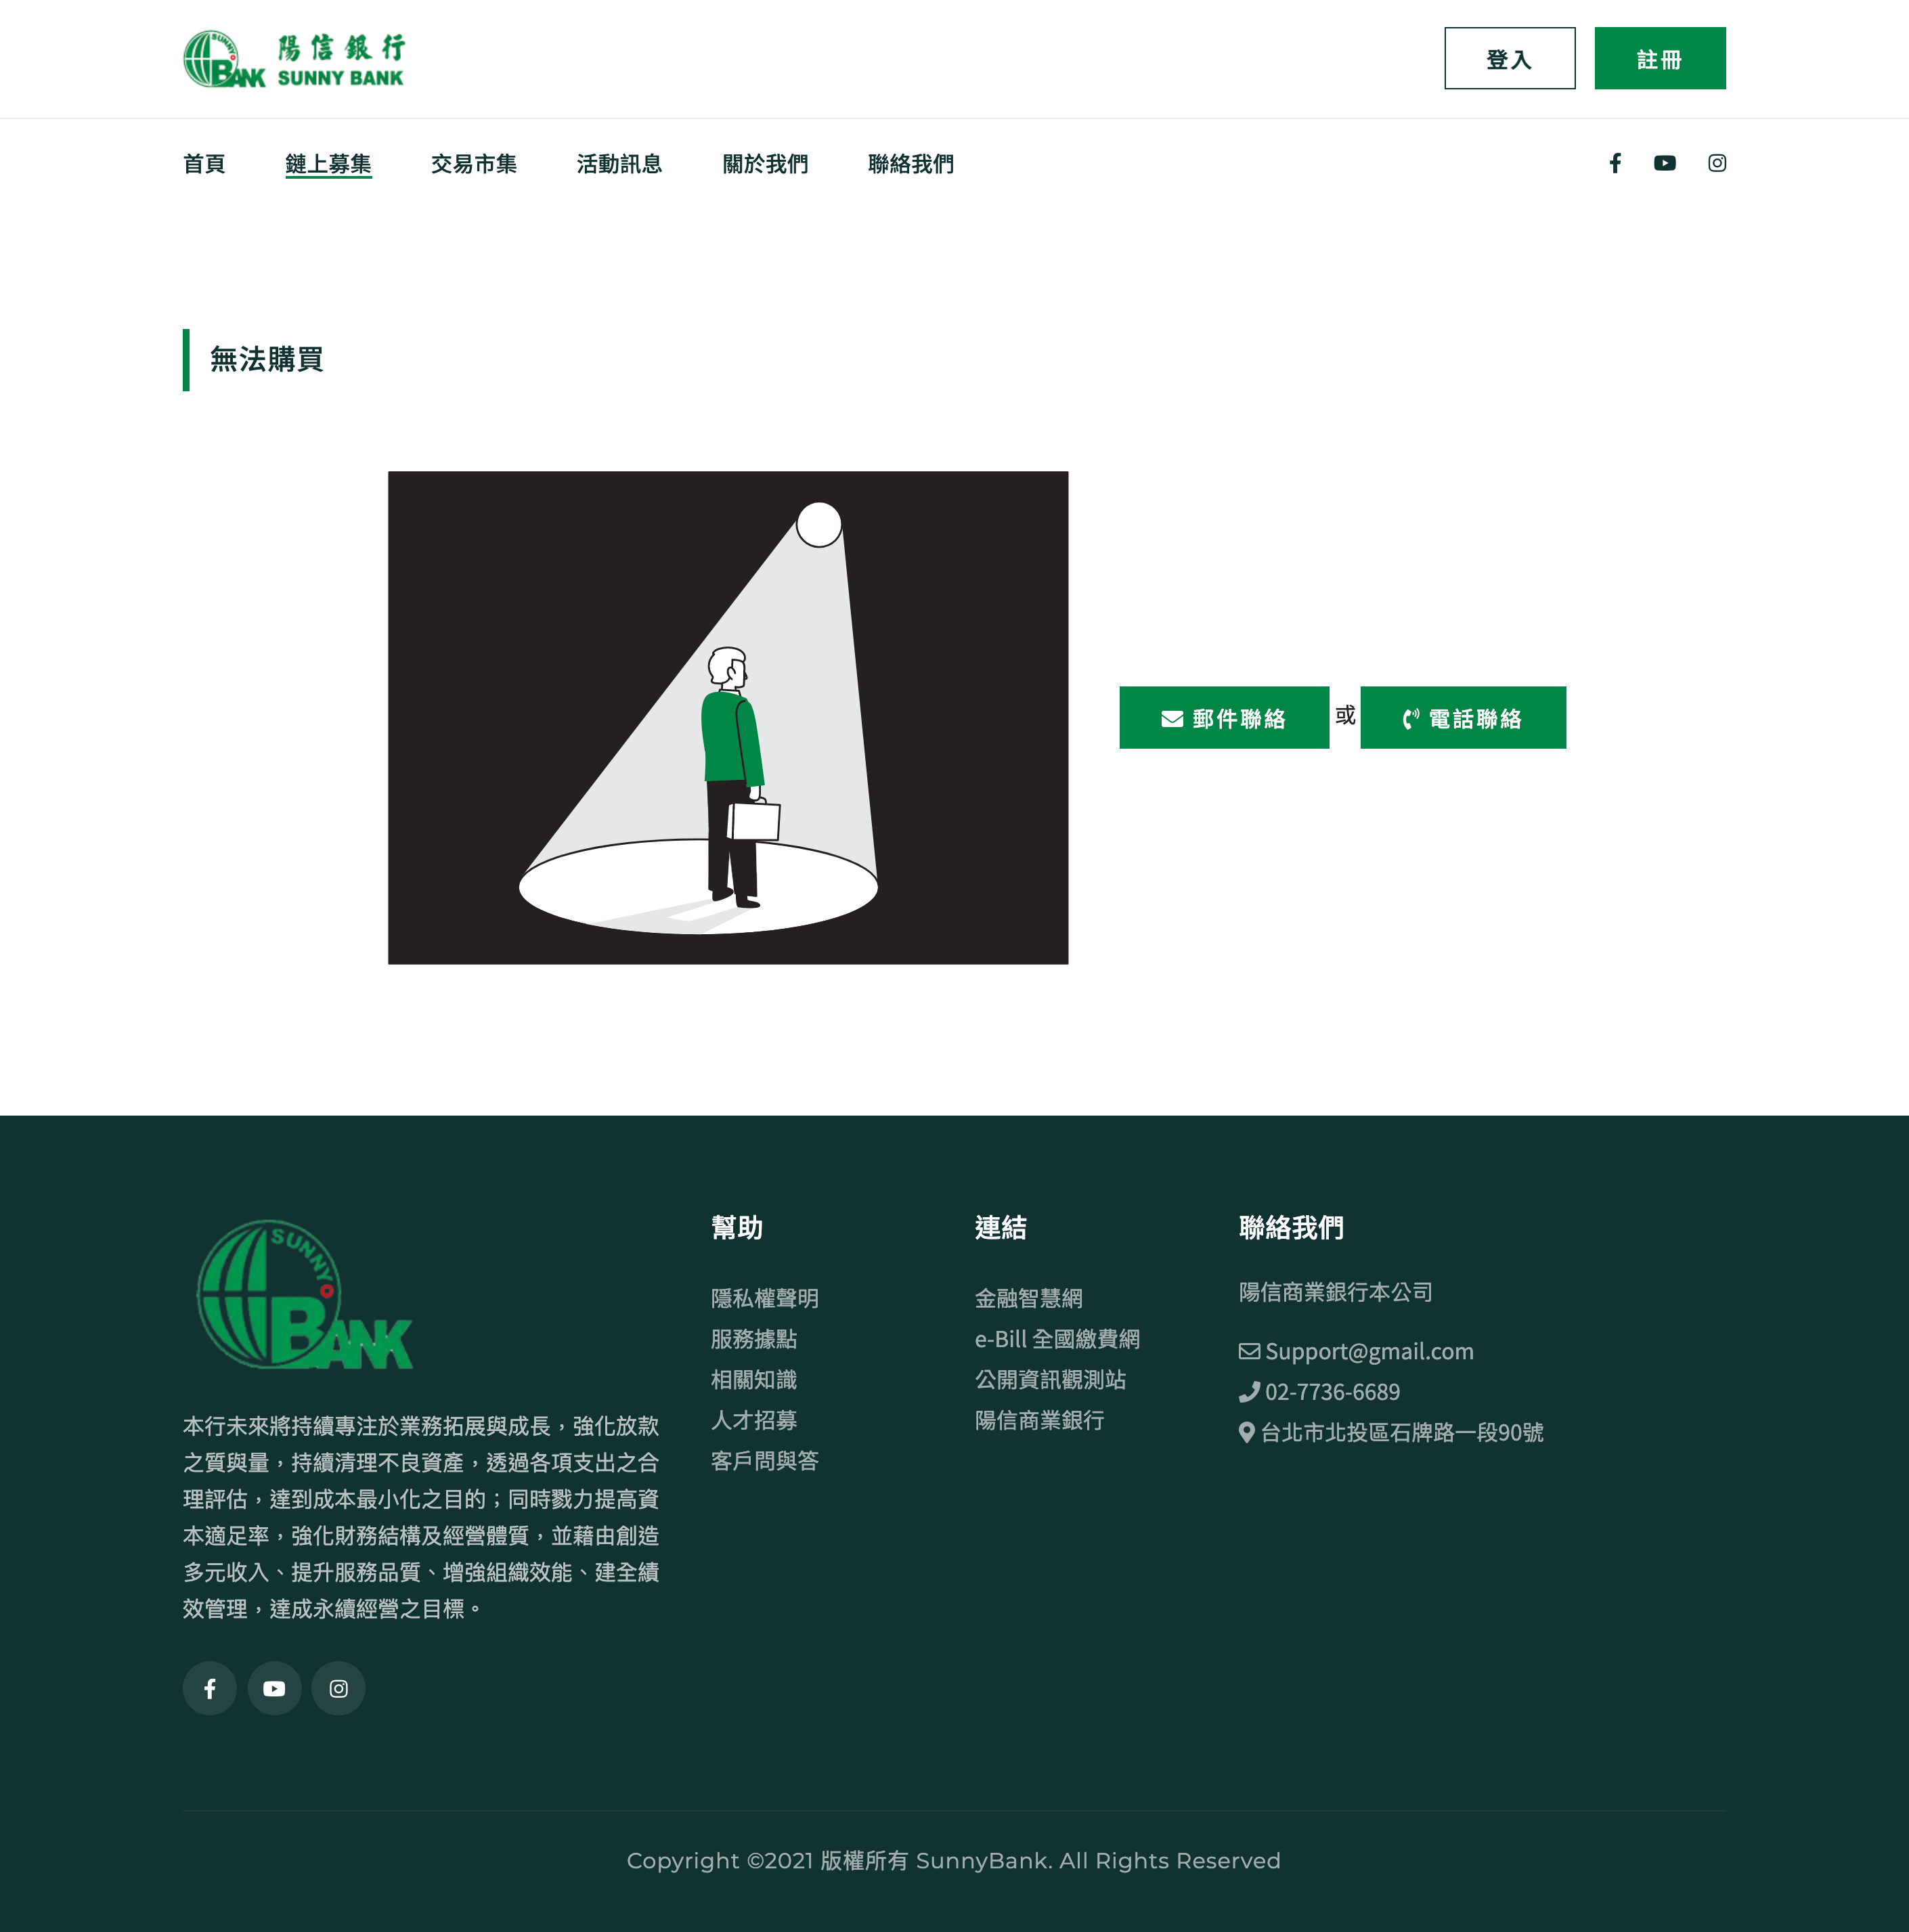 SUNNY BANK 陽信銀行
SUNNY BANK
登入
註冊
首頁
鏈上募集
交易市集
活動訊息
關於我們
聯絡我們
無法購買
郵件聯絡
或
電話聯絡
SUNNY
BANK
本行未來將持續專注於業務拓展與成長，強化放款
之質與量，持續清理不良資產，透過各項支出之合
理評估，達到成本最小化之目的；同時戮力提高資
本適足率，強化財務結構及經營體質，並藉由創造
多元收入、提升服務品質、增強組織效能、建全績
效管理，達成永續經營之目標。
幫助
隱私權聲明
服務據點
相關知識
人才招募
客戶問與答
連結
金融智慧網
e-Bill 全國繳費網
公開資訊觀測站
陽信商業銀行
聯絡我們
陽信商業銀行本公司
Support@gmail.com
02-7736-6689
台北市北投區石牌路一段90號
Copyright ©2021 版權所有 SunnyBank. All Rights Reserved